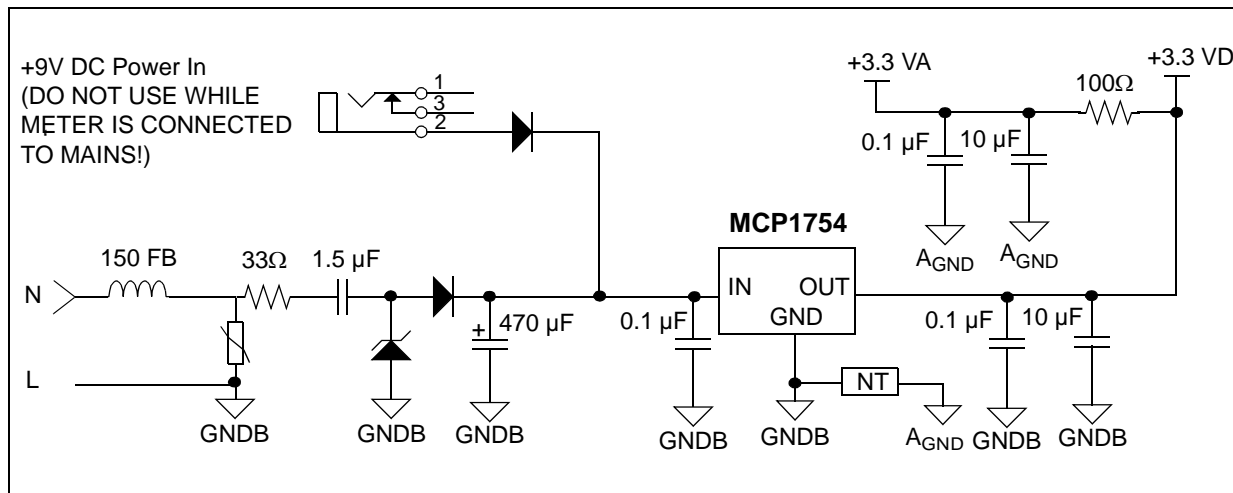 +9V DC Power In
(DO NOT USE WHILE
METER IS CONNECTED
TO MAINS!)
1
3
2
+3.3 VA
+3.3 VD
100Ω
0.1 µF
10 µF
AGND
AGND
MCP1754
150 FB
33Ω
1.5 µF
N
IN
OUT
GND
470 µF
+
0.1 µF
0.1 µF
10 µF
L
NT
GNDB
GNDB
GNDB
GNDB
GNDB
AGND
GNDB
GNDB